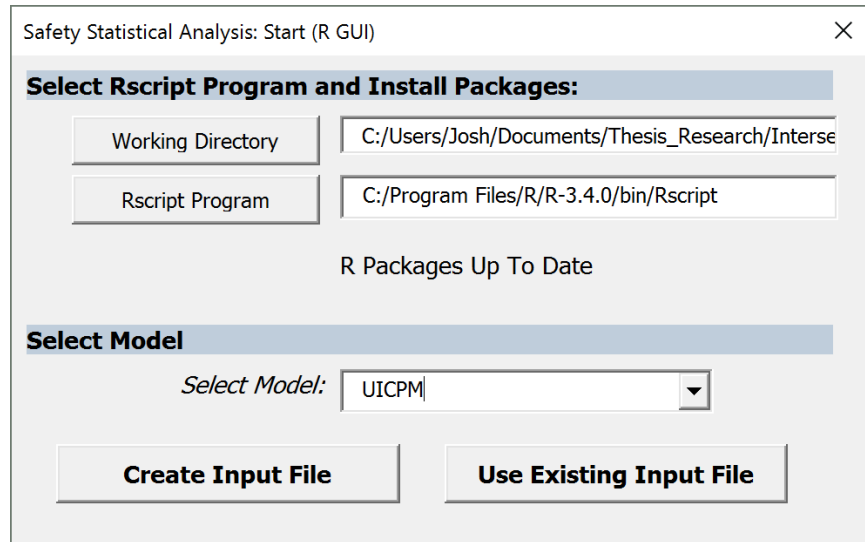 Safety Statistical Analysis: Start (R GUI)
Select Rscript Program and Install Packages:
Working Directory C:/Users/Josh/Documents/Thesis_Research/Interse
Rscript Program C:/Program Files/R/R-3.4.0/bin/Rscript
R Packages Up To Date
Select Model
Select Model: UICPM
Create Input File Use Existing Input File